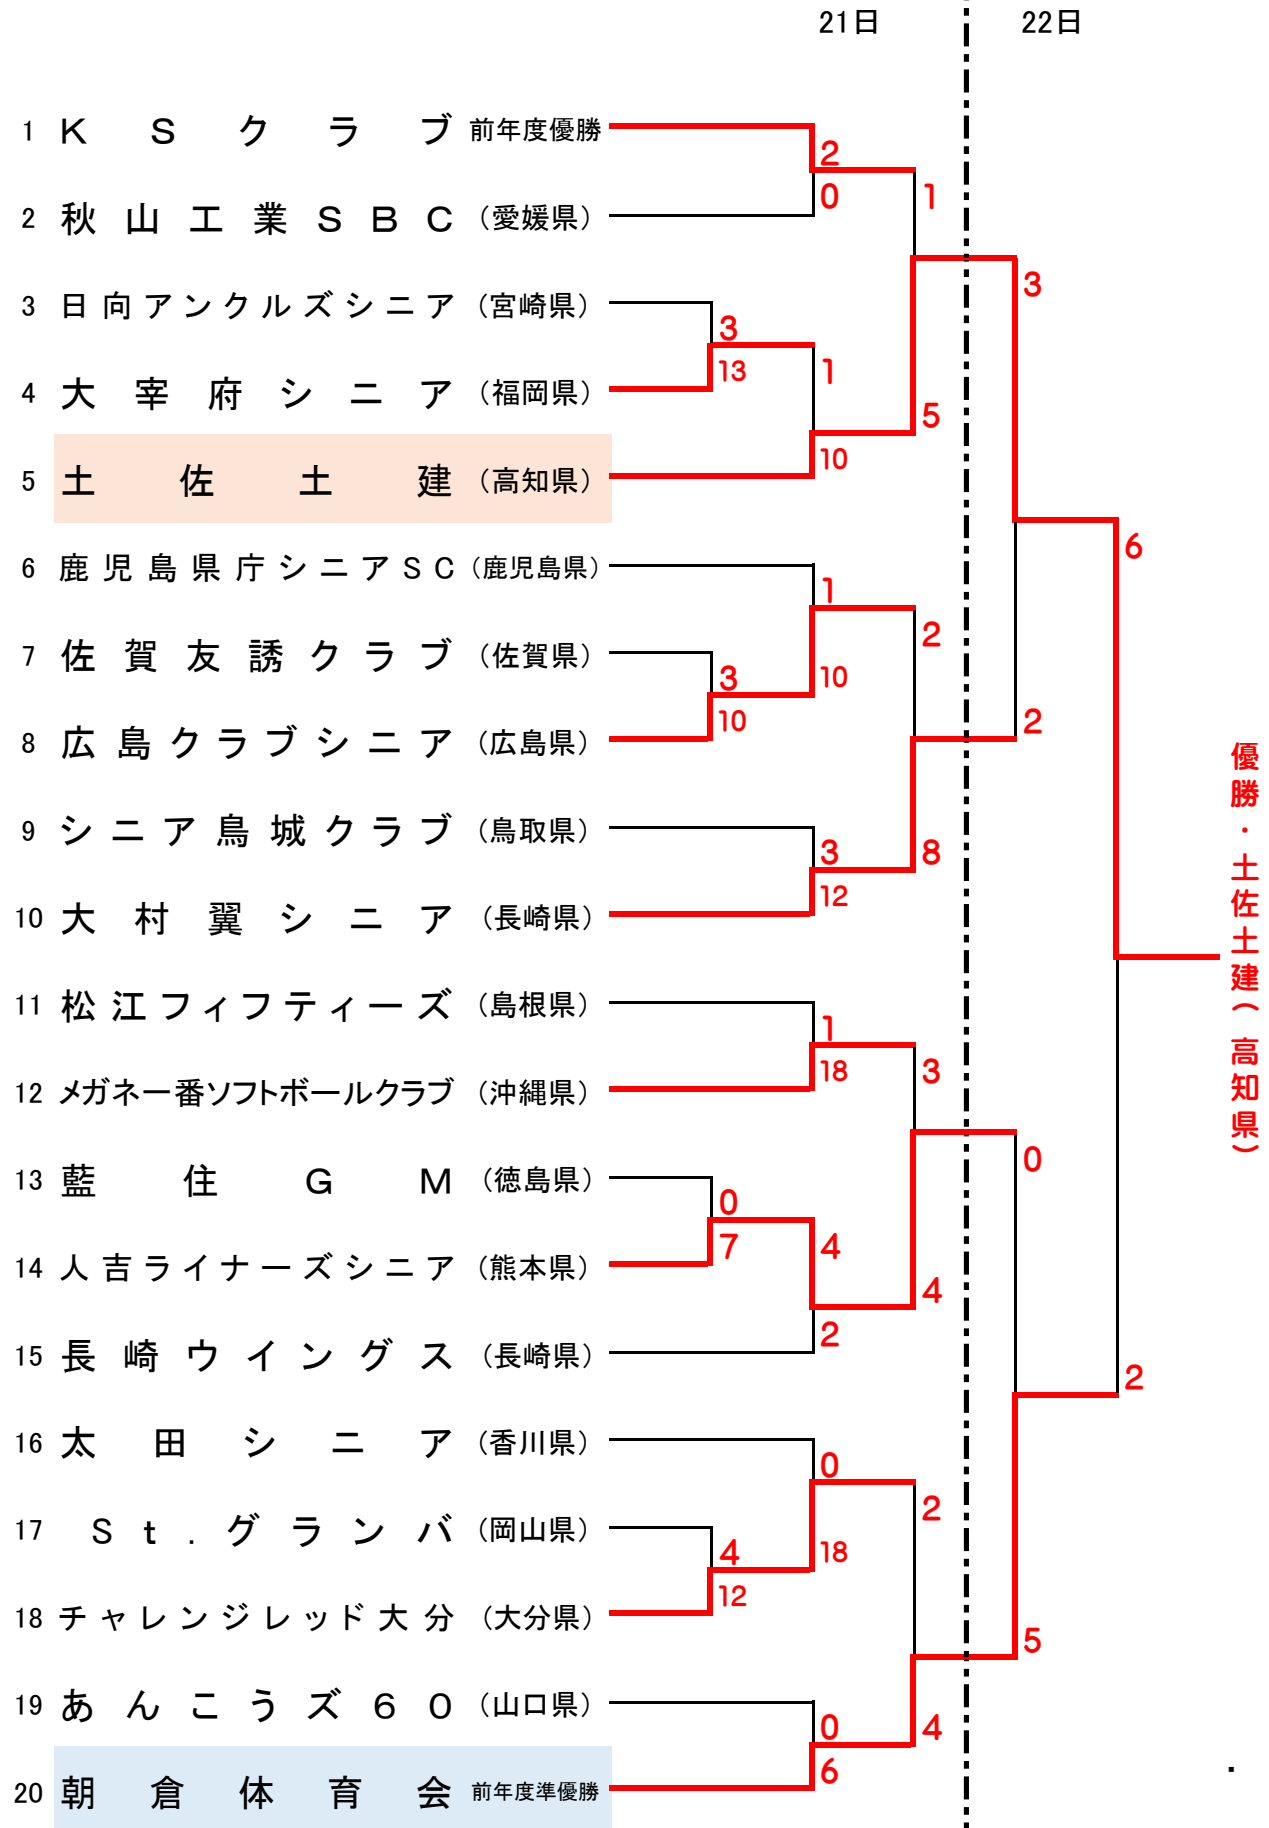 21日 22日
1 KSクラブ 前年度優勝
2
0
1
2 秋山工業SBC (愛媛県)
3 日向アンクルズシニア (宮崎県)
3
3
13
1
4 大宰府シニア (福岡県)
5
10
5 土佐土建 (高知県)
6 鹿児島県庁シニアSC (鹿児島県)
6
1
2
7 佐賀友誘クラブ (佐賀県)
3
10
10
8 広島クラブシニア (広島県)
2
9 シニア鳥城クラブ (鳥取県)
3
8
12
10 大村翼シニア (長崎県)
優勝・土佐土建(高知県)
11 松江フィフティーズ (島根県)
1
18
3
12 メガネ一番ソフトボールクラブ (沖縄県)
13 藍住GM (徳島県)
0
0
7
4
14 人吉ライナーズシニア (熊本県)
4
2
15 長崎ウイングス (長崎県)
2
16 太田シニア (香川県)
0
2
17 St.グランパ (岡山県)
4
18
12
18 チャレンジレッド大分 (大分県)
5
19 あんこうズ60 (山口県)
0
4
6
20 朝倉体育会 前年度準優勝
.